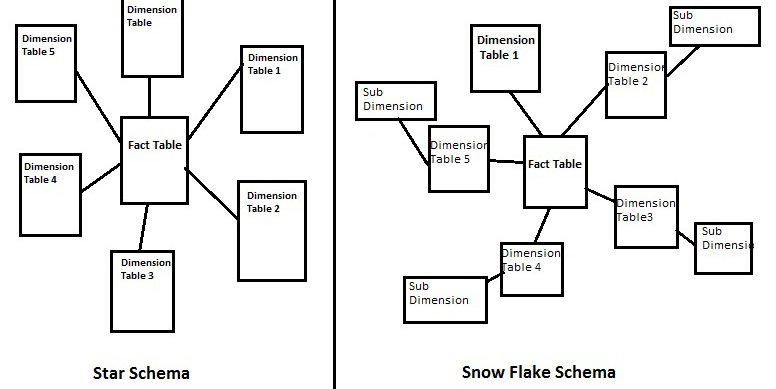 Dimension
Table
Dimension
Table 5
Dimension
Table 1
Fact Table
Dimension
Table 4
Dimension
Table 2
Dimension
Table 3
Star Schema
Sub
Dimension
Dimension
Table 1
Dimension
Table 2
Sub
Dimension
Dimension
Table 5
Fact Table
Dimension
Table3
Sub
Dimensio
Dimension
Table 4
Sub
Dimension
Snow Flake Schema